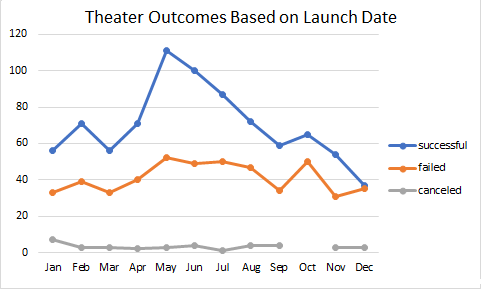 Theater Outcomes Based on Launch Date
120
100
80
60
40
20
0
Jan Feb Mar Apr May Jun Jul Aug Sep Oct Nov Dec
successful
failed
canceled